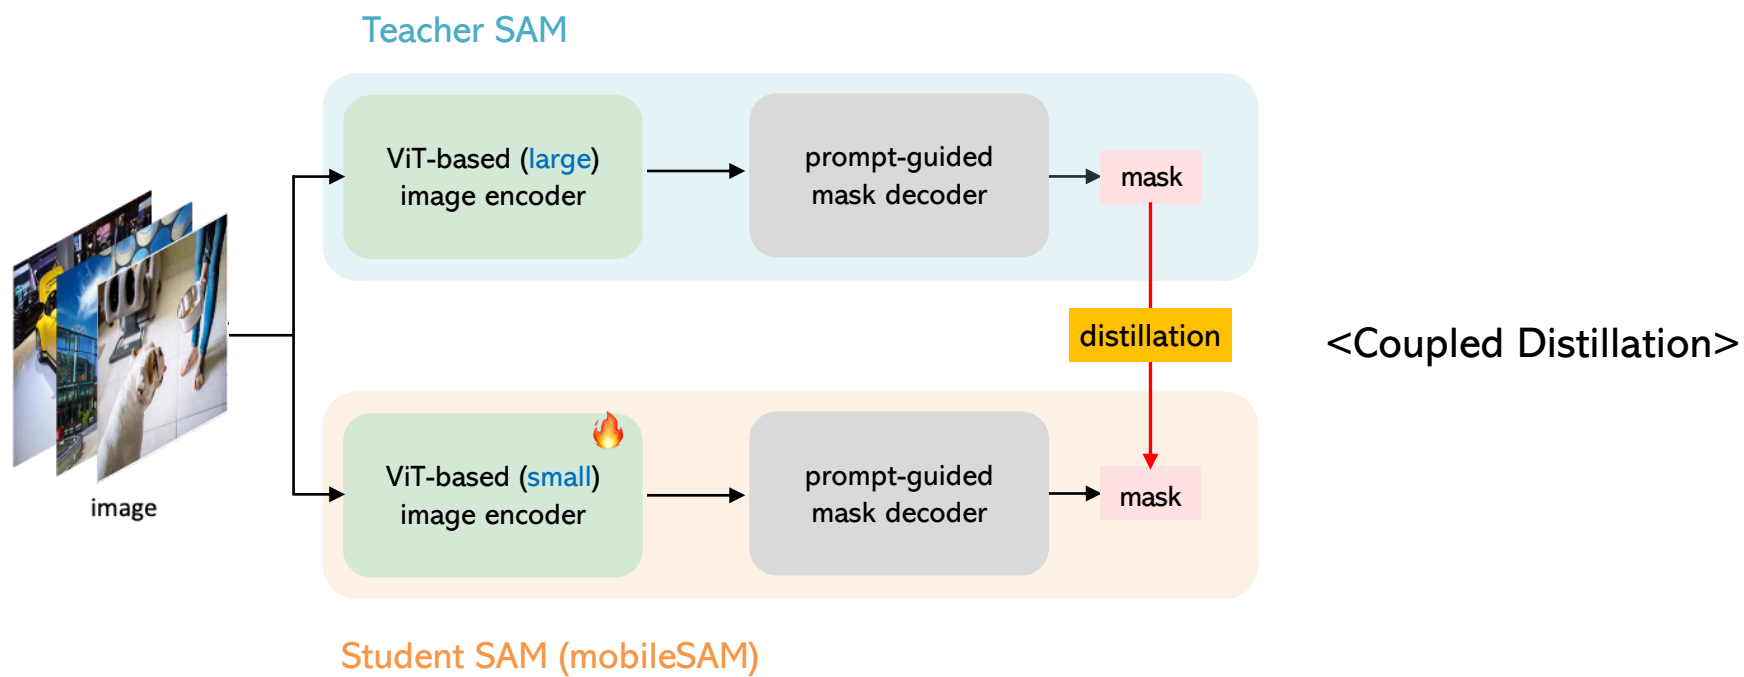 Teacher SAM
ViT-based (large)
image encoder
prompt-guided
mask decoder
mask
distillation
<Coupled Distillation>
image
ViT-based (small)
image encoder
prompt-guided
mask decoder
mask
Student SAM (mobileSAM)